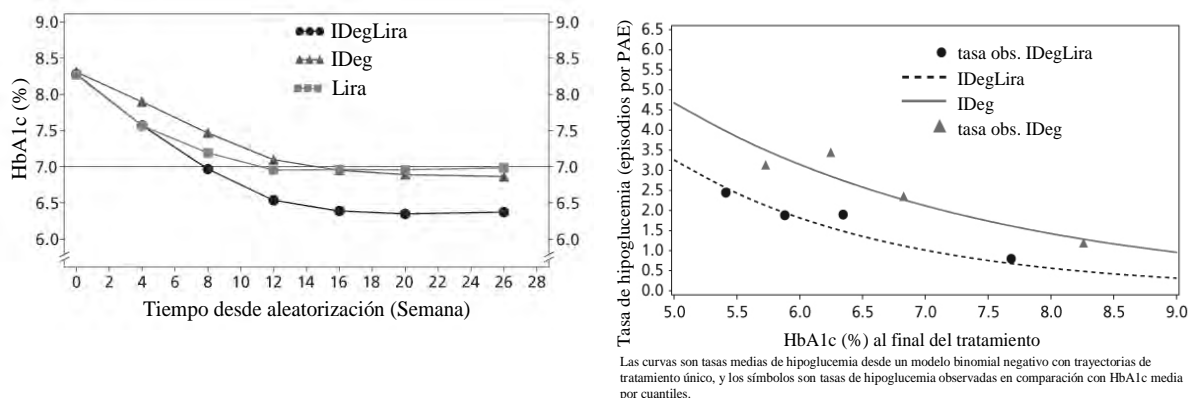 9.0
8.5
8.0
7.5
7.0
6.5
6.0
HbA1c (%)
IDegLira
IDeg
Lira
9.0
8.5
8.0
7.5
7.0
6.5
6.0
0 2 4 6 8 10 12 14 16 18 20 22 24 26 28
Tiempo desde aleatorización (Semana)
Tasa de hipoglucemia (episodios por PAE)
6.5
6.0
5.5
5.0
4.5
4.0
3.5
3.0
2.5
2.0
1.5
1.0
0.5
0.0
tasa obs. IDegLira
IDegLira
IDeg
tasa obs. IDeg
5.0 5.5 6.0 6.5 7.0 7.5 8.0 8.5 9.0
HbA1c (%) al final del tratamiento
Las curvas son tasas medias de hipoglucemia desde un modelo binomial negativo con trayectorias de
tratamiento único, y los símbolos son tasas de hipoglucemia observadas en comparación con HbA1c media
por cuantiles.